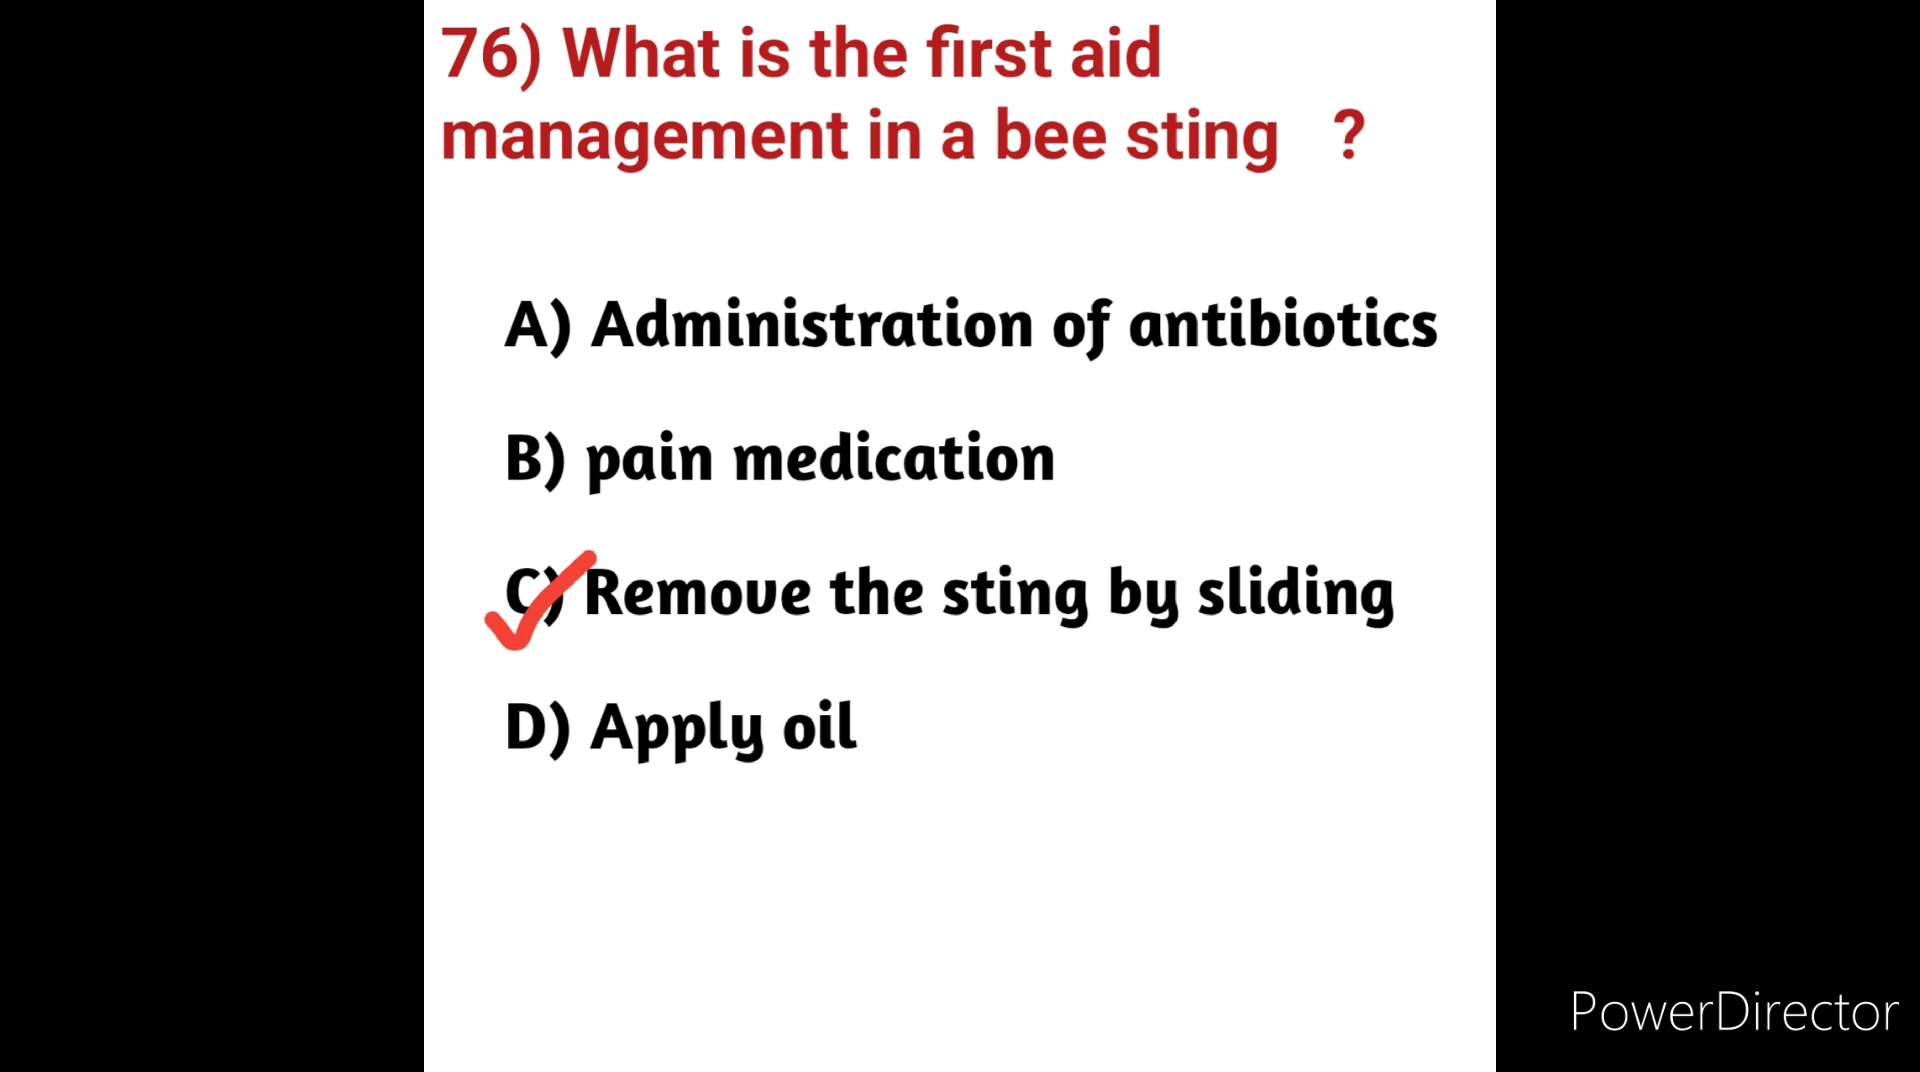 76) What is the first aid
management in a bee sting ?
A) Administration of antibiotics
B) pain medication
C) Remove the sting by sliding
D) Apply oil
PowerDirector